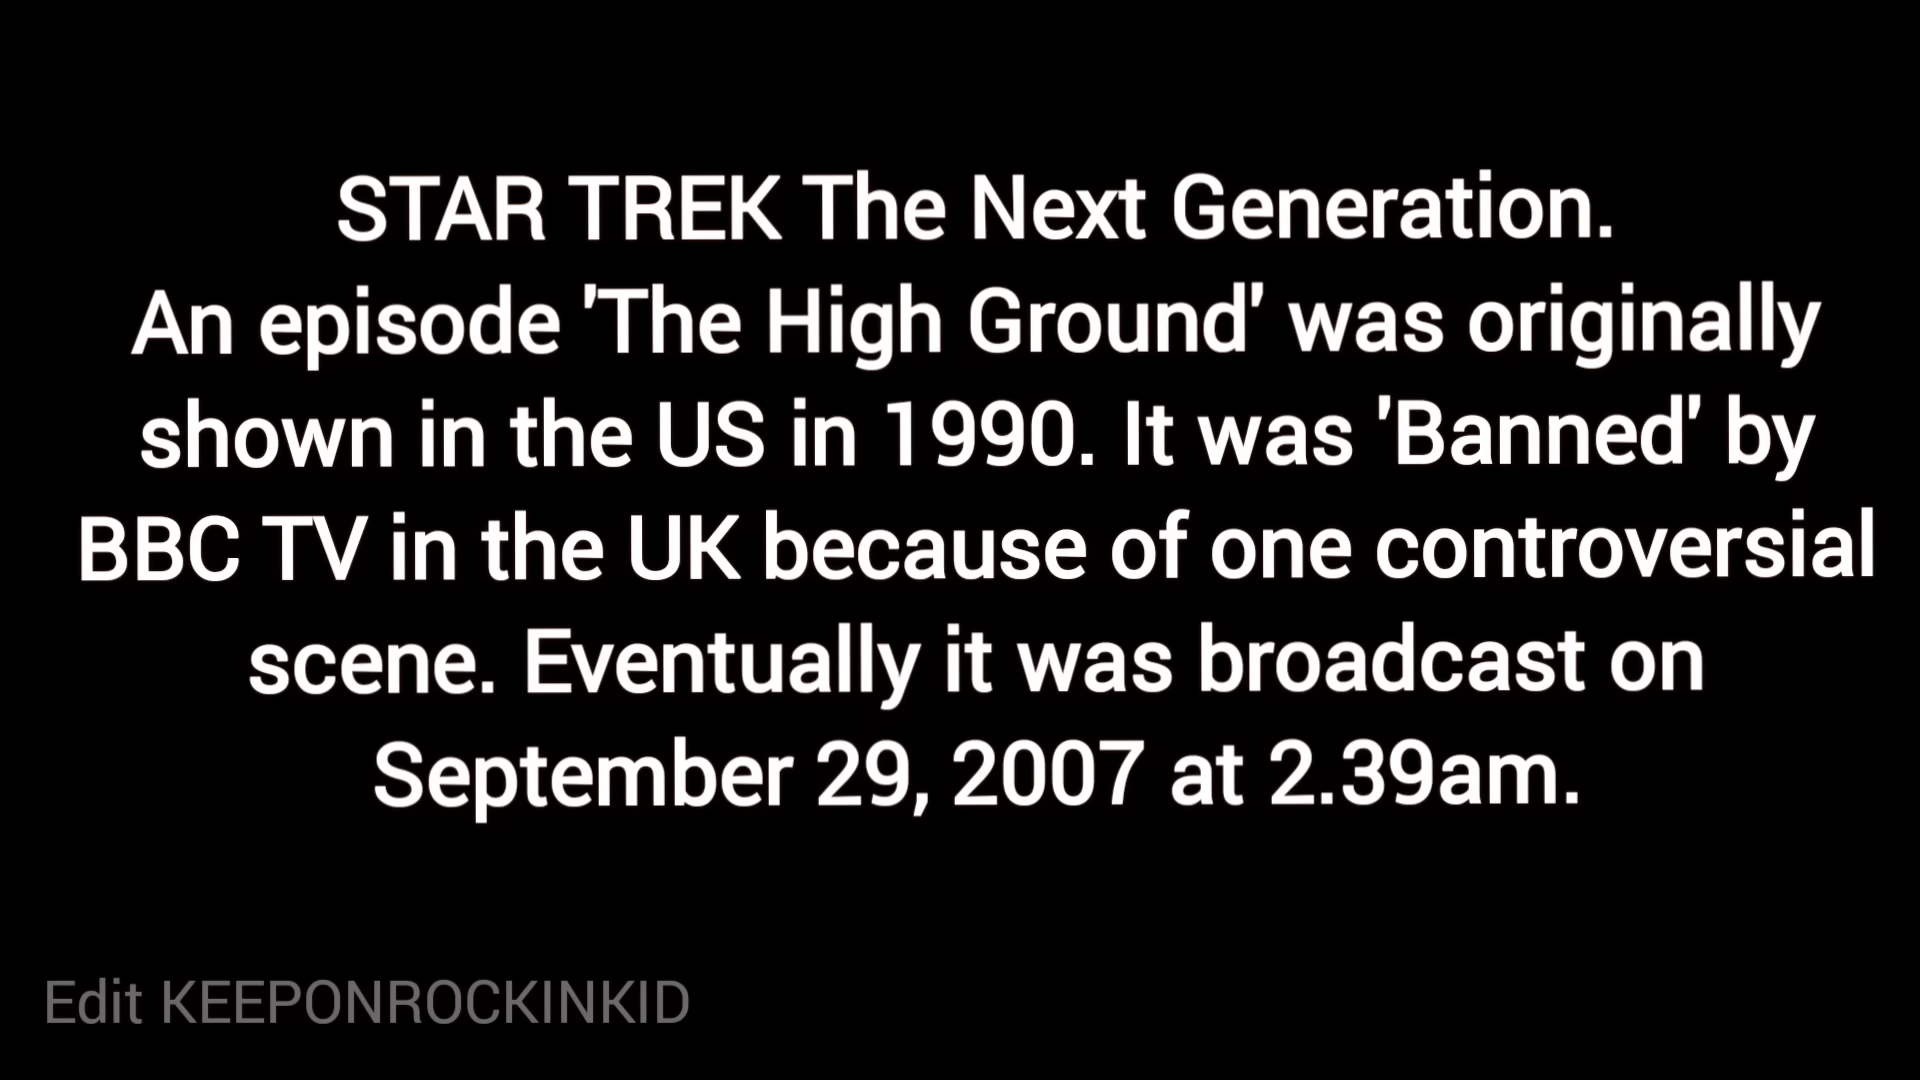 STAR TREK The Next Generation.
An episode 'The High Ground' was originally
shown in the US in 1990. It was 'Banned' by
BBC TV in the UK because of one controversial
scene. Eventually it was broadcast on
September 29, 2007 at 2.39am.
Edit KEEPONROCKINKID